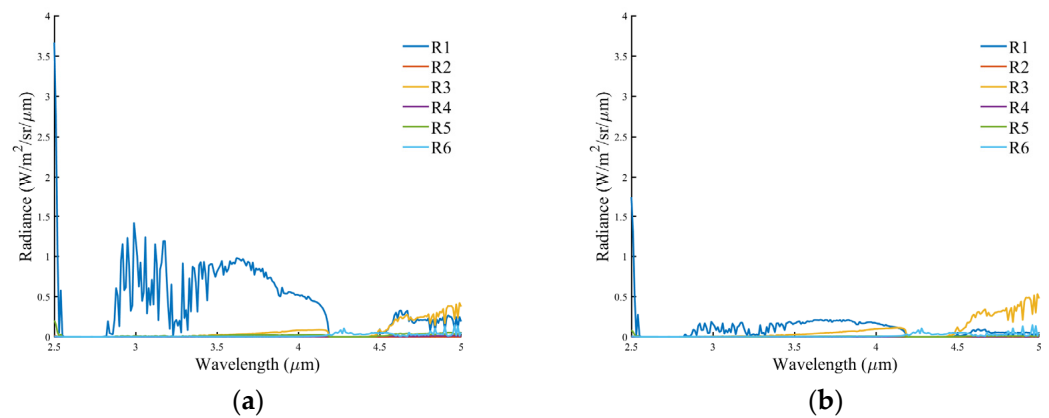 4
3.5
3
2.5
2
1.5
1
0.5
0
Radiance (W/m²/sr/μm)
R1
R2
R3
R4
R5
R6
2.5 3 3.5 4 4.5 5
Wavelength (μm)
(a)
4
3.5
3
2.5
2
1.5
1
0.5
0
Radiance (W/m²/sr/μm)
R1
R2
R3
R4
R5
R6
2.5 3 3.5 4 4.5 5
Wavelength (μm)
(b)